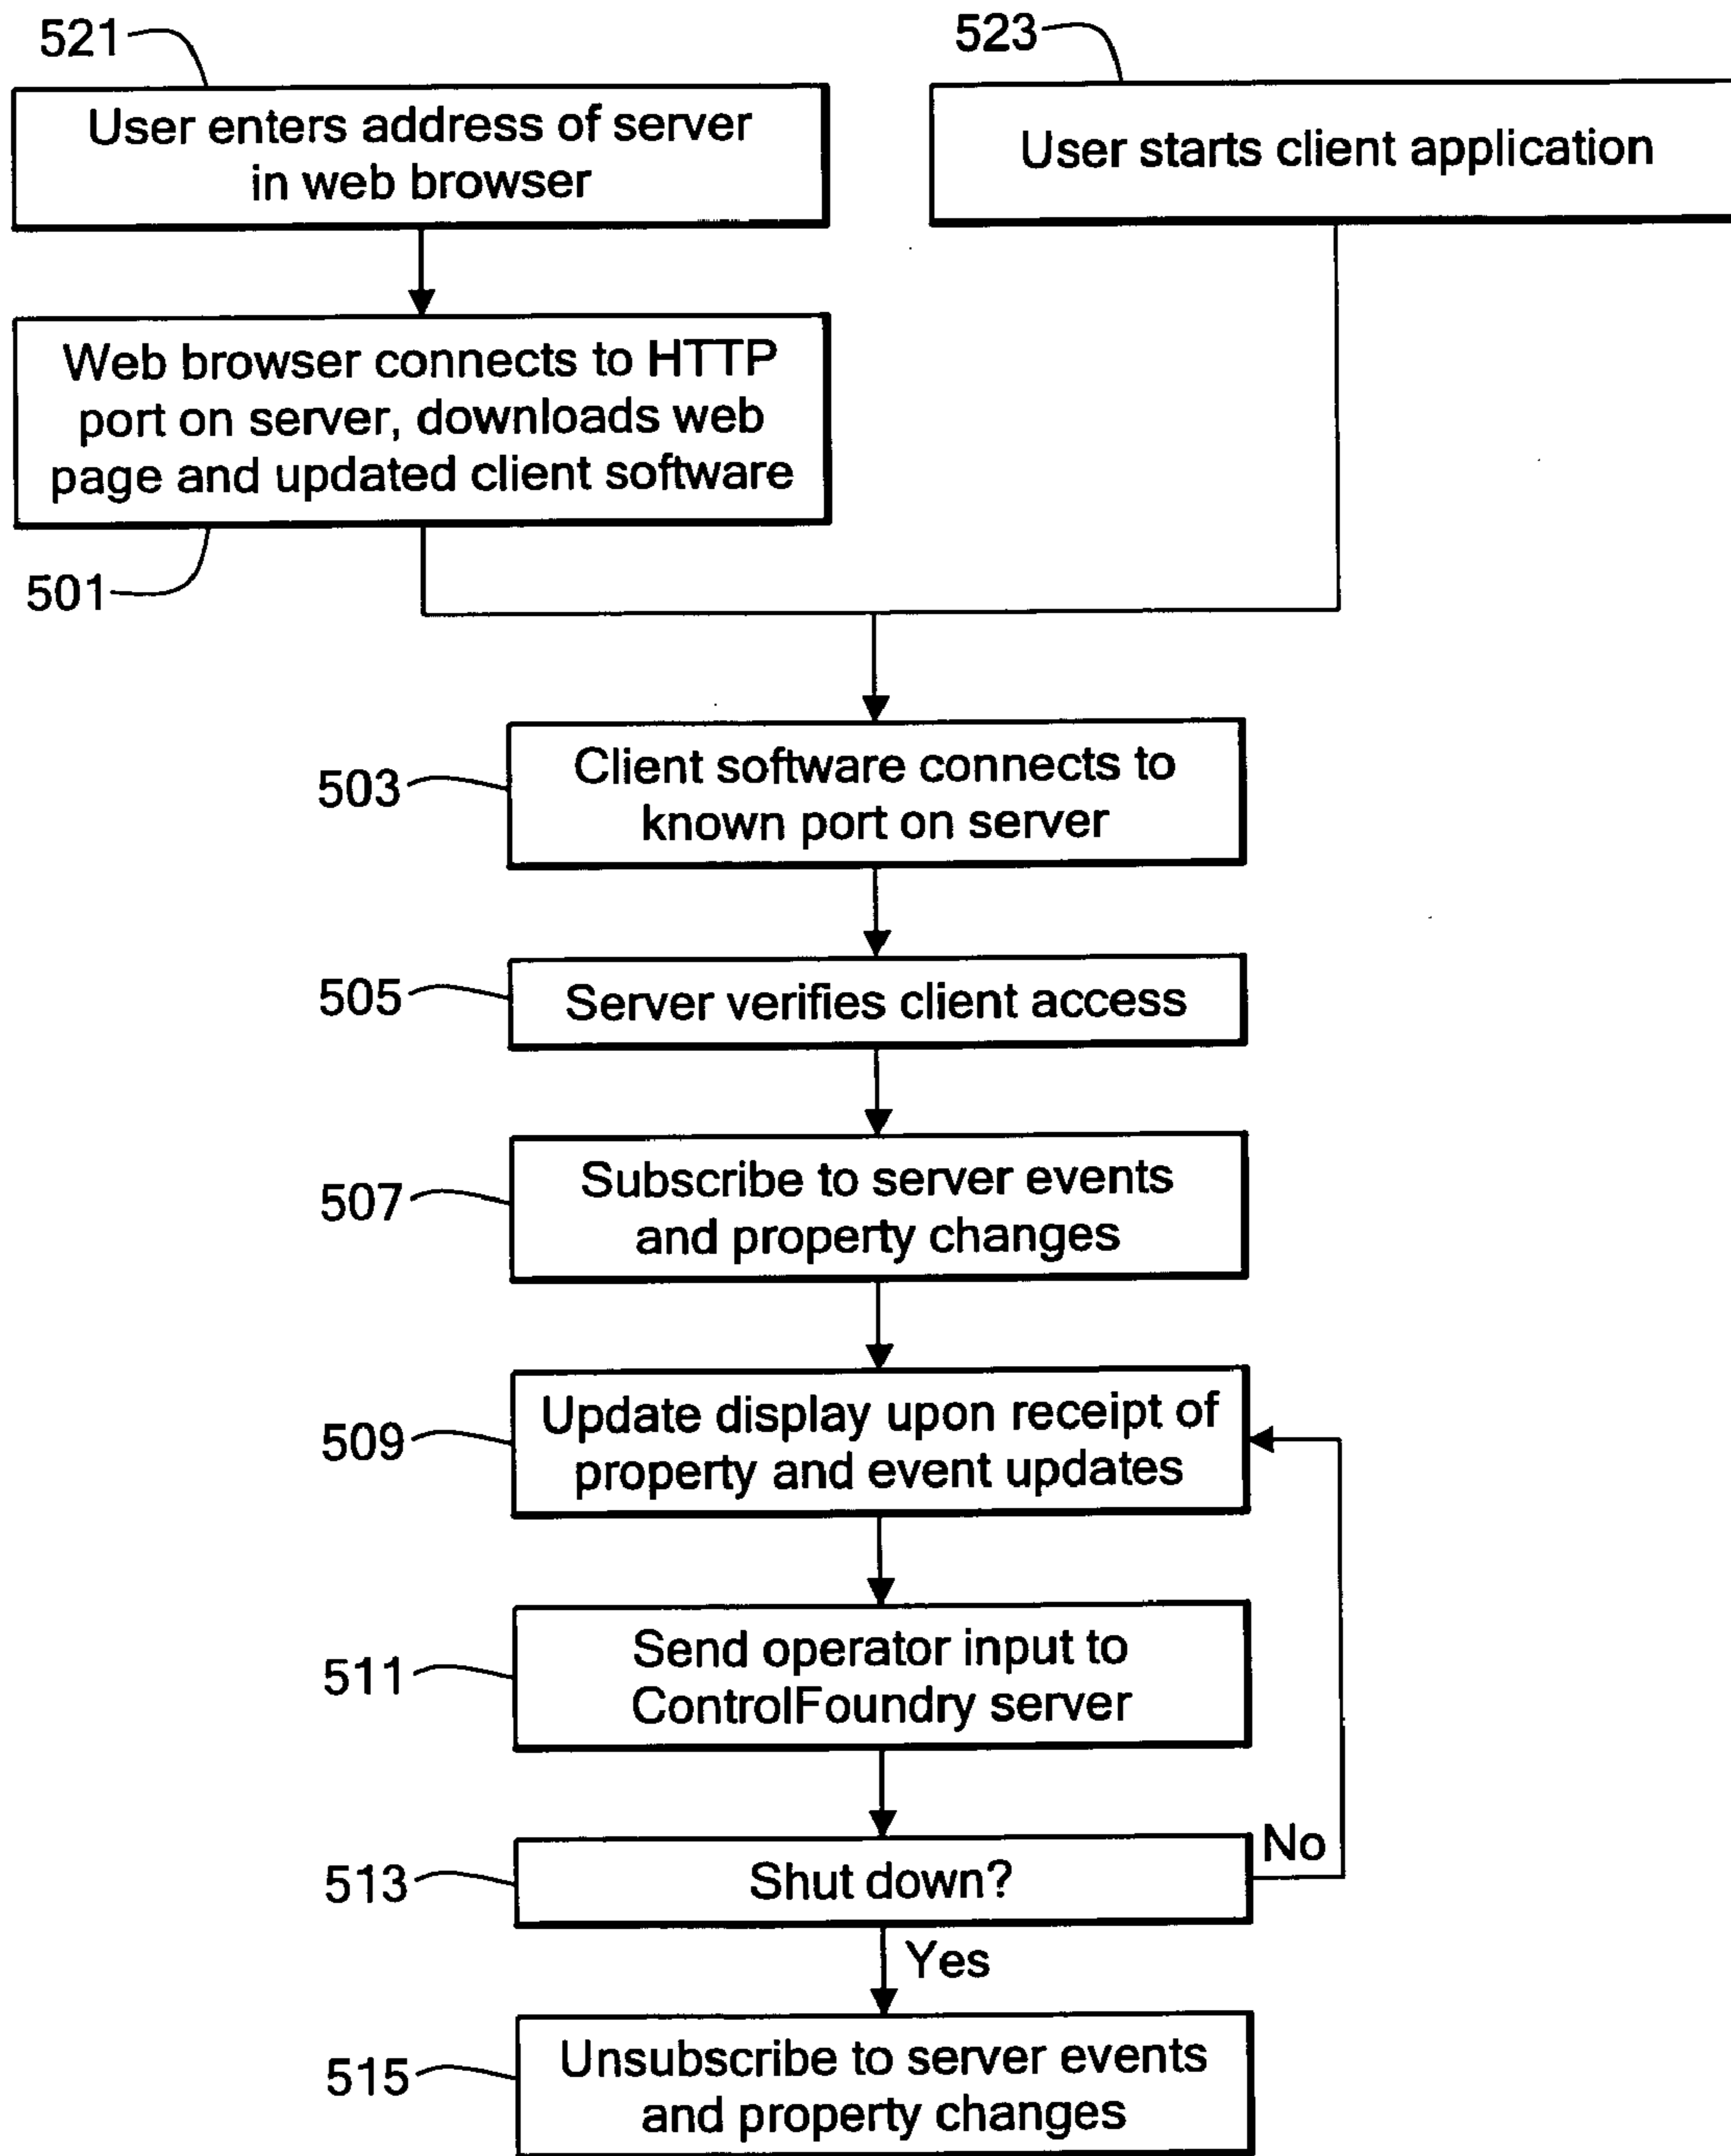 521
User enters address of server
in web browser
523
User starts client application
Web browser connects to HTTP
port on server, downloads web
page and updated client software
501
503
Client software connects to
known port on server
505
Server verifies client access
507
Subscribe to server events
and property changes
509
Update display upon receipt of
property and event updates
511
Send operator input to
ControlFoundry server
513
Shut down?
No
Yes
515
Unsubscribe to server events
and property changes